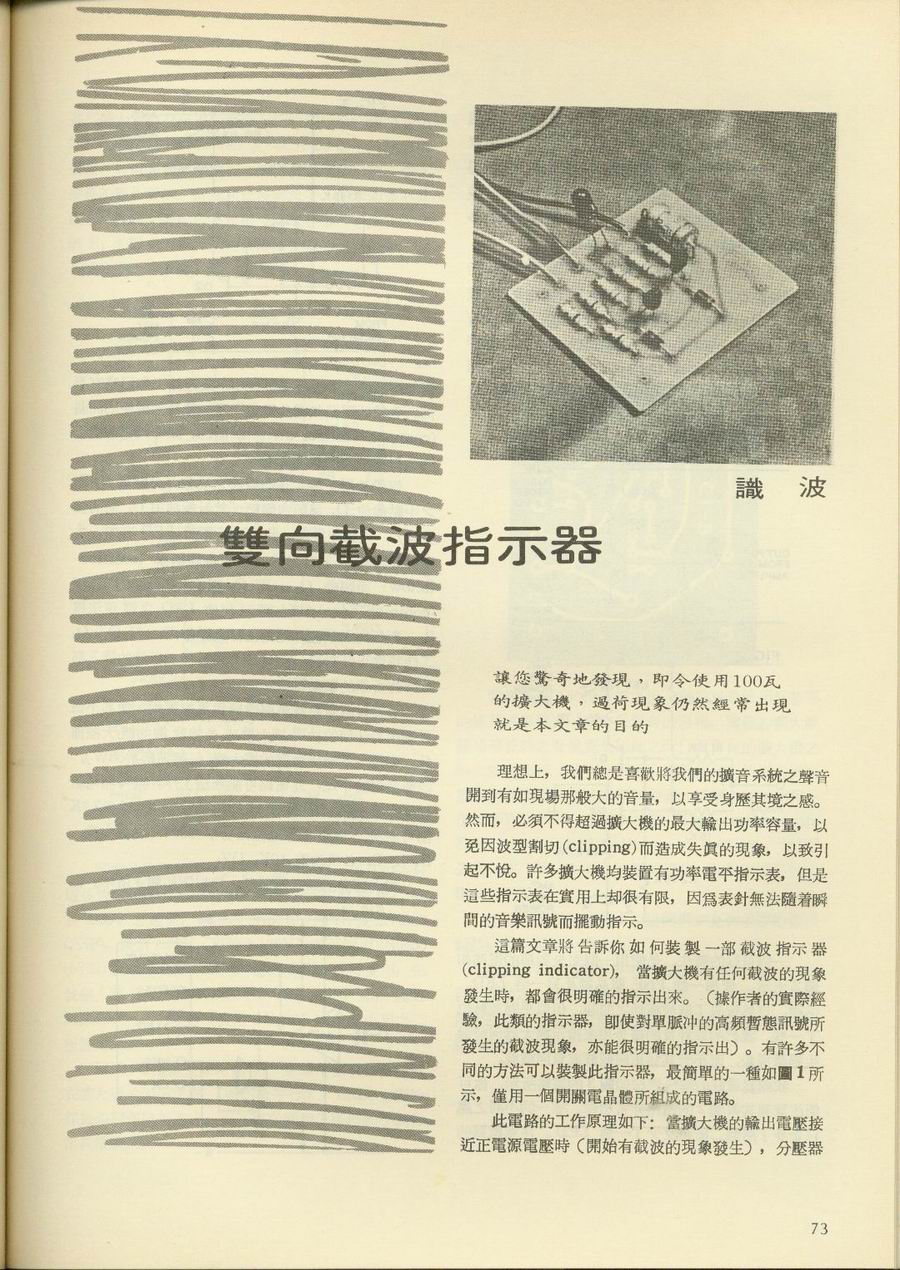 識 波
雙向截波指示器
讓您驚奇地發現，即令使用100瓦
的擴大機，過荷現象仍然經常出現
就是本文章的目的
理想上，我們總是喜歡將我們的擴音系統之聲音
開到有如現場那般大的音量，以享受身歷其境之感。
然而，必須不得超過擴大機的最大輸出功率容量，以
免因波型割切(clipping)而造成失眞的現象，以致引
起不悅。許多擴大機均裝置有功率電平指示表，但是
這些指示表在實用上却很有限，因爲表針無法隨着瞬
間的音樂訊號而擺動指示。
這篇文章將告訴你如何裝製一部截波指示器
(clipping indicator)，當擴大機有任何截波的現象
發生時，都會很明確的指示出來。（據作者的實際經
驗，此類的指示器，卽使對單脈冲的高頻暫態訊號所
發生的截波現象，亦能很明確的指示出）。有許多不
同的方法可以裝製此指示器，最簡單的一種如圖1所
示，僅用一個開關電晶體所組成的電路。
此電路的工作原理如下：當擴大機的輸出電壓接
近正電源電壓時（開始有截波的現象發生），分壓器
73